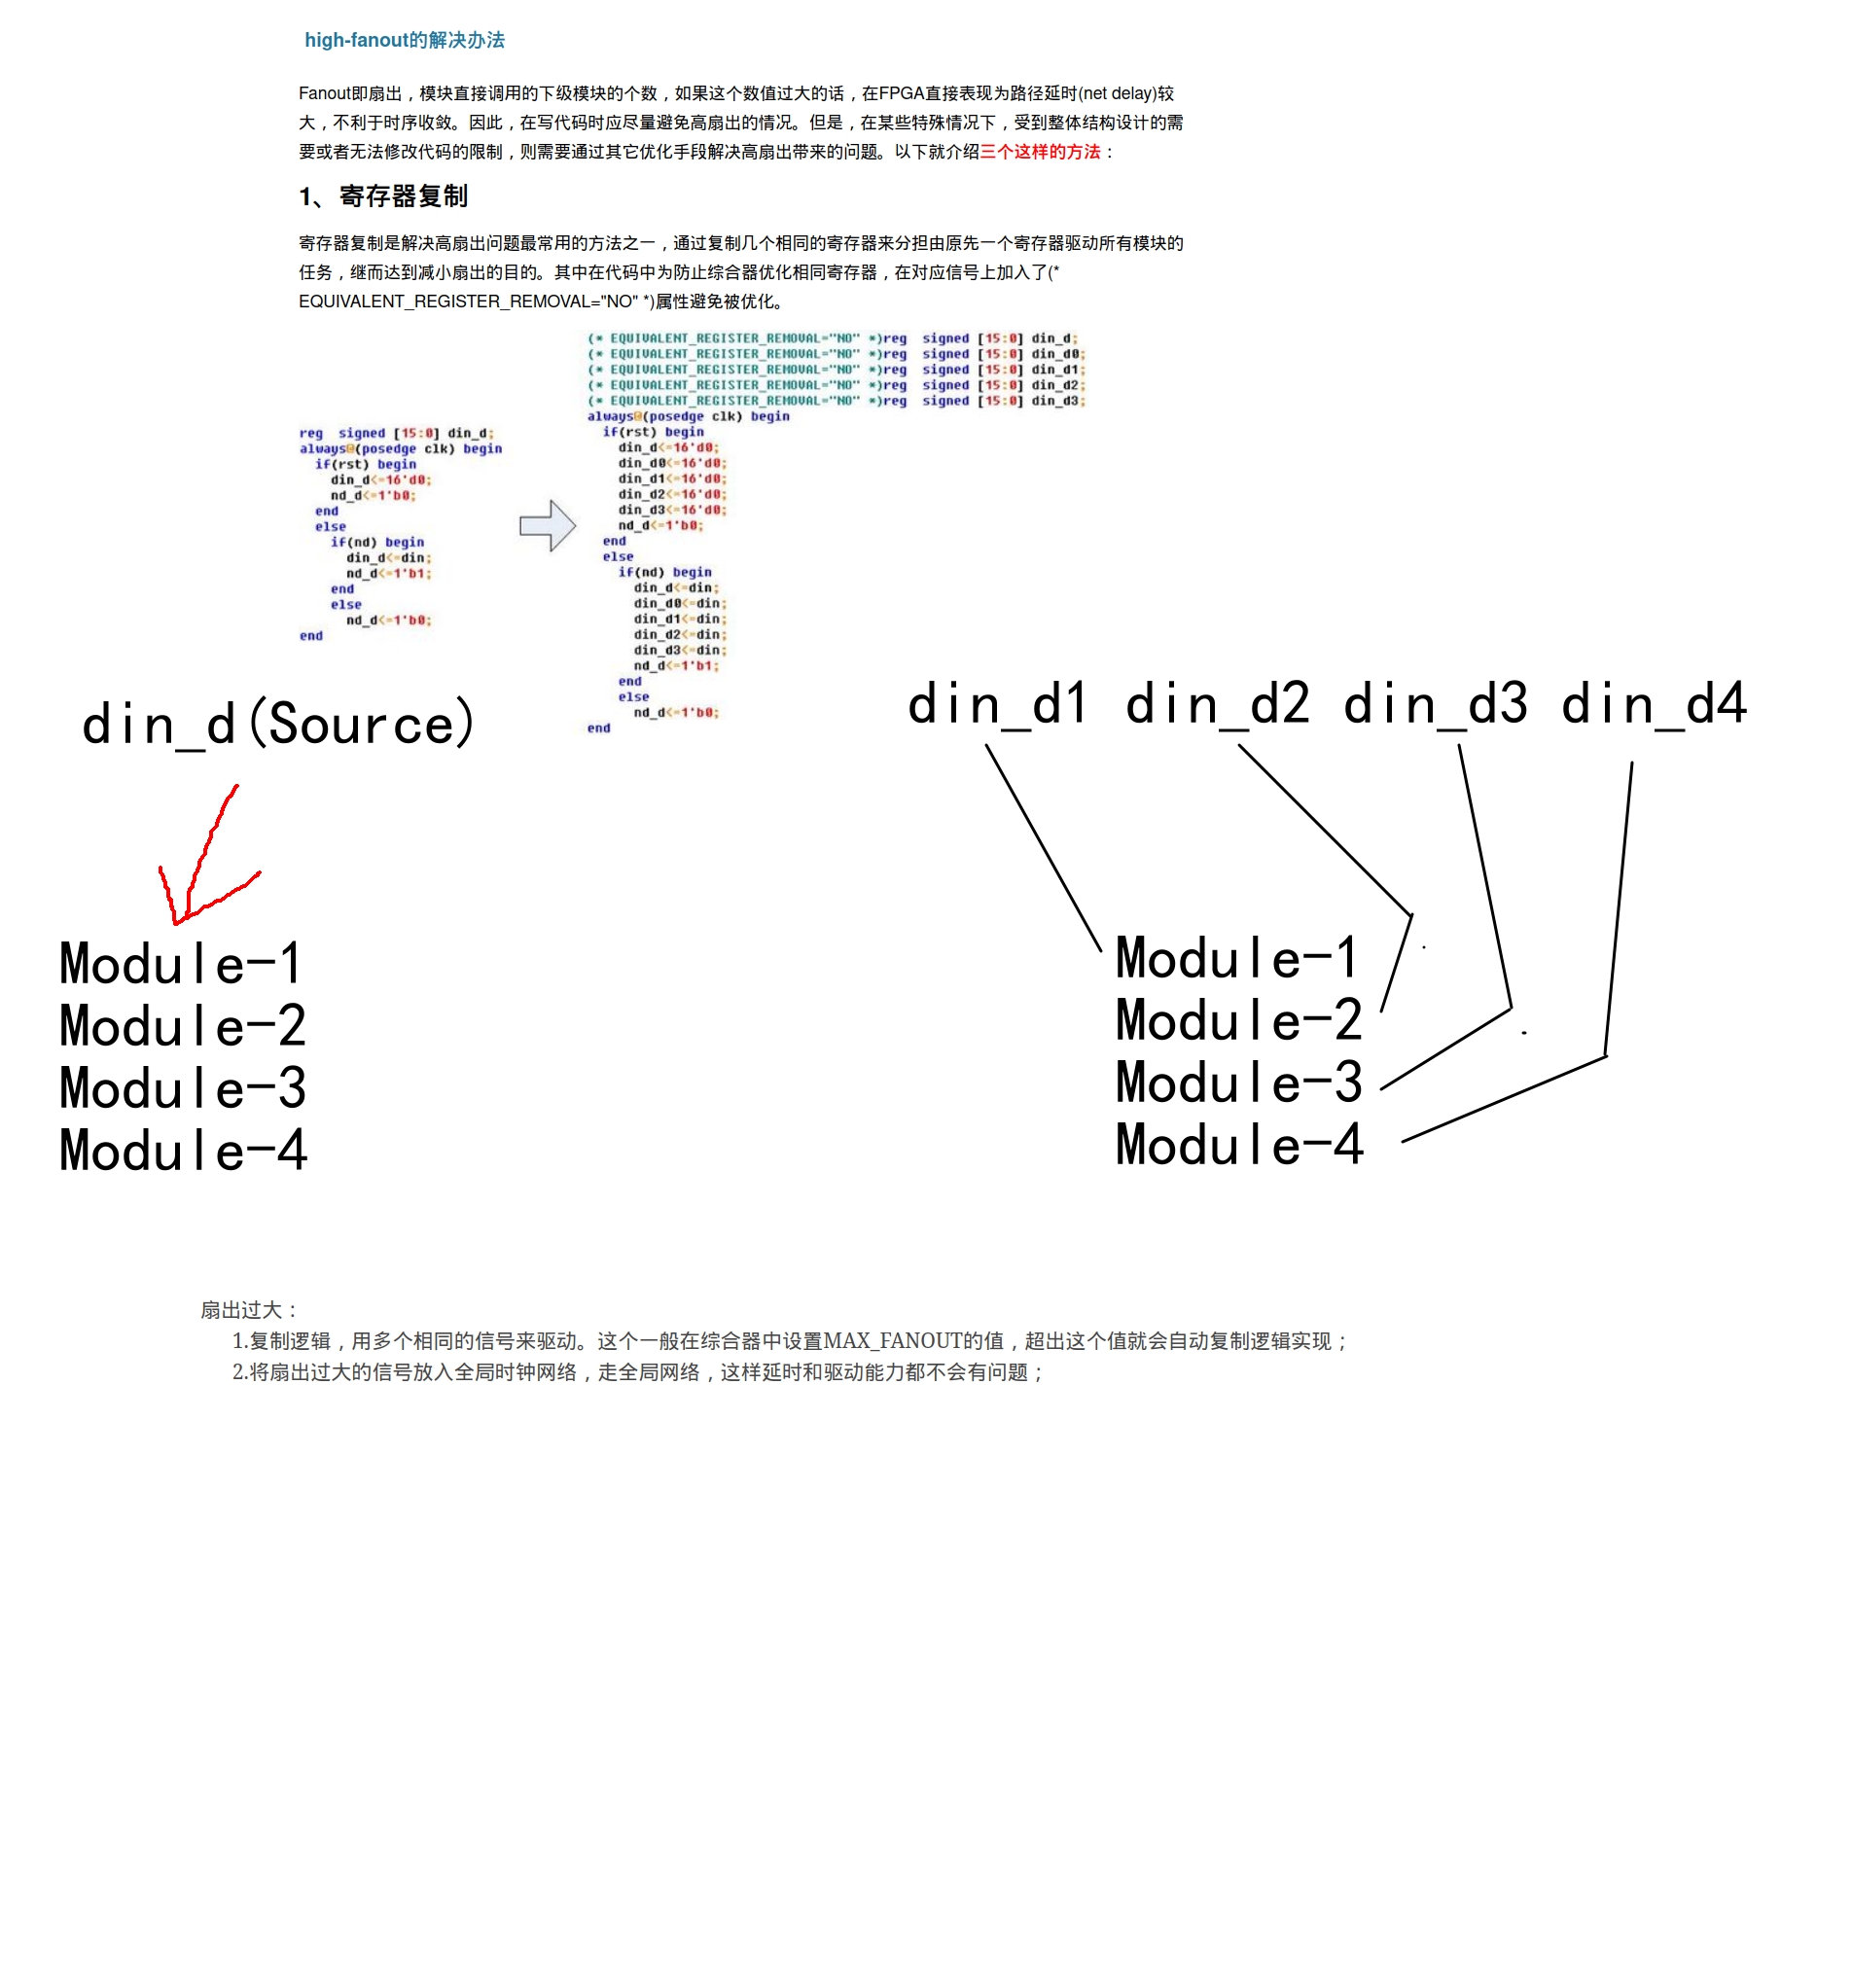 high-fanout的解决办法
Fanout即扇出，模块直接调用的下级模块的个数，如果这个数值过大的话，在FPGA直接表现为路径延时(net delay)较
大，不利于时序收敛。因此，在写代码时应尽量避免高扇出的情况。但是，在某些特殊情况下，受到整体结构设计的需
要或者无法修改代码的限制，则需要通过其它优化手段解决高扇出带来的问题。以下就介绍三个这样的方法：
1、寄存器复制
寄存器复制是解决高扇出问题最常用的方法之一，通过复制几个相同的寄存器来分担由原先一个寄存器驱动所有模块的
任务，继而达到减小扇出的目的。其中在代码中为防止综合器优化相同寄存器，在对应信号上加入了(*
EQUIVALENT_REGISTER_REMOVAL="NO" *)属性避免被优化。
reg  signed [15:0] din_d;
always@(posedge clk) begin
if(rst) begin
din_d<=16'd0;
nd_d<=1'b0;
end
else
if(nd) begin
din_d<=din;
nd_d<=1'b1;
end
else
nd_d<=1'b0;
end
(* EQUIVALENT_REGISTER_REMOVAL="NO" *)reg  signed [15:0] din_d;
(* EQUIVALENT_REGISTER_REMOVAL="NO" *)reg  signed [15:0] din_d0;
(* EQUIVALENT_REGISTER_REMOVAL="NO" *)reg  signed [15:0] din_d1;
(* EQUIVALENT_REGISTER_REMOVAL="NO" *)reg  signed [15:0] din_d2;
(* EQUIVALENT_REGISTER_REMOVAL="NO" *)reg  signed [15:0] din_d3;
always@(posedge clk) begin
if(rst) begin
din_d<=16'd0;
din_d0<=16'd0;
din_d1<=16'd0;
din_d2<=16'd0;
din_d3<=16'd0;
nd_d<=1'b0;
end
else
if(nd) begin
din_d<=din;
din_d0<=din;
din_d1<=din;
din_d2<=din;
din_d3<=din;
nd_d<=1'b1;
end
else
nd_d<=1'b0;
end
din_d(Source)
Module-1
Module-2
Module-3
Module-4
din_d1 din_d2 din_d3 din_d4
Module-1
Module-2
Module-3
Module-4
扇出过大：
1.复制逻辑，用多个相同的信号来驱动。这个一般在综合器中设置MAX_FANOUT的值，超出这个值就会自动复制逻辑实现；
2.将扇出过大的信号放入全局时钟网络，走全局网络，这样延时和驱动能力都不会有问题；